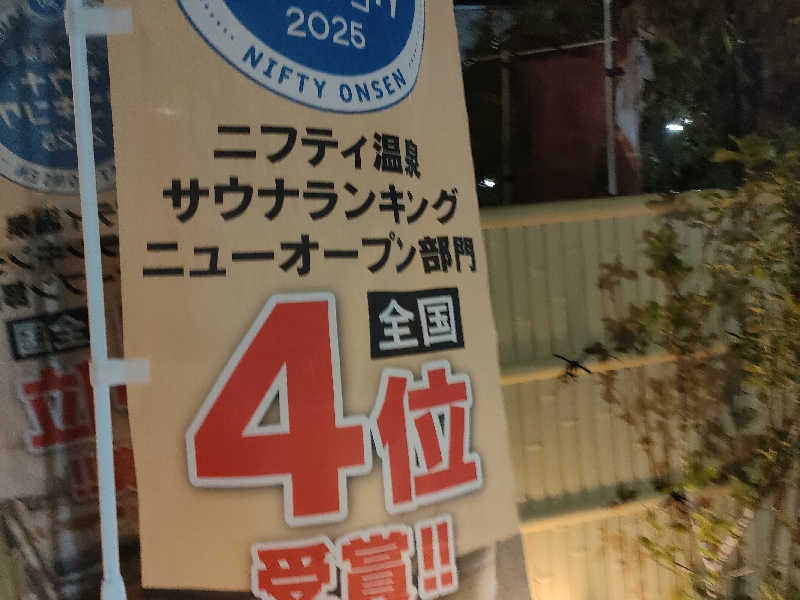 2025
NIFTY ONSEN
ニフティ温泉
サウナランキング
ニューオープン部門
全国
4位
受賞!!